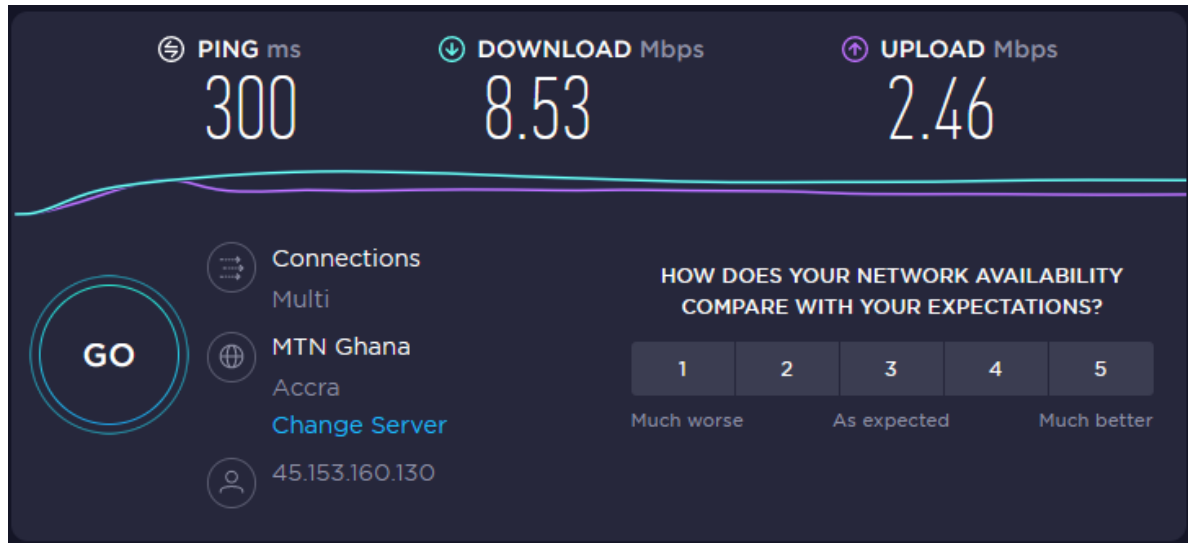 PING ms
300
DOWNLOAD Mbps
8.53
UPLOAD Mbps
2.46
GO
Connections
Multi
MTN Ghana
Accra
Change Server
45.153.160.130
HOW DOES YOUR NETWORK AVAILABILITY
COMPARE WITH YOUR EXPECTATIONS?
1 2 3 4 5
Much worse As expected Much better